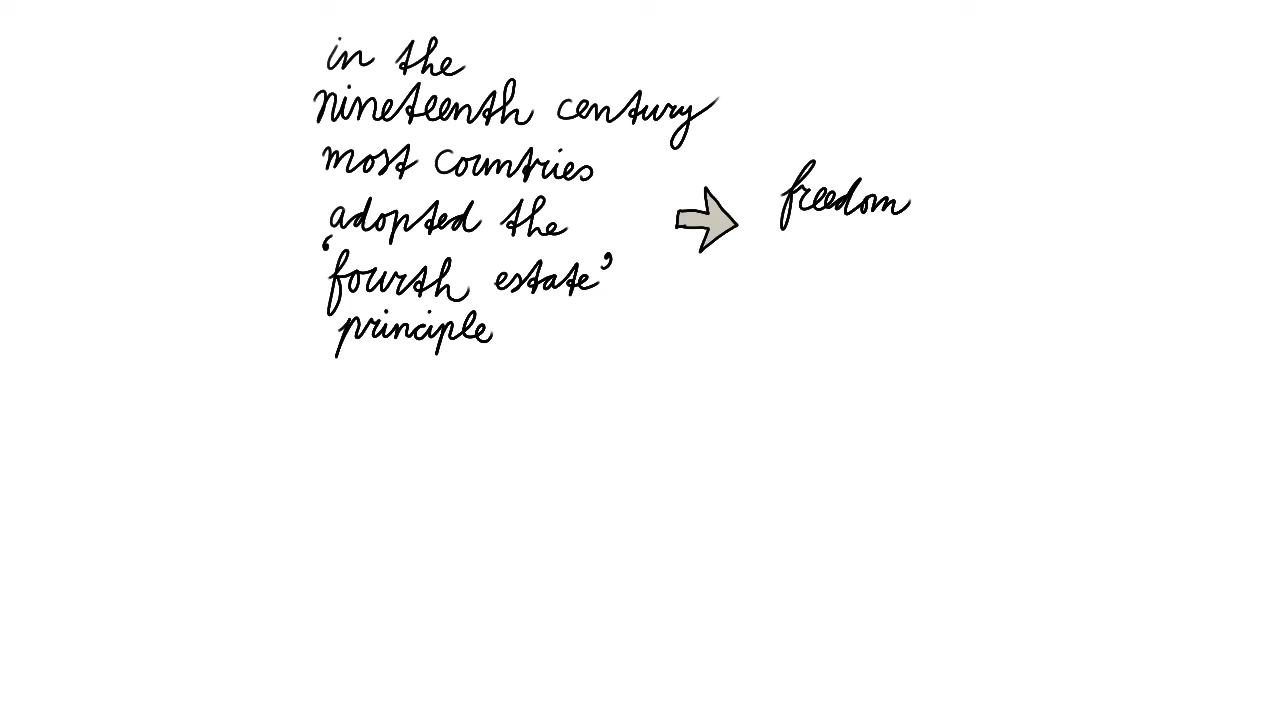 in the
nineteenth century
most countries
adopted the
‘fourth estate’
principle
freedom